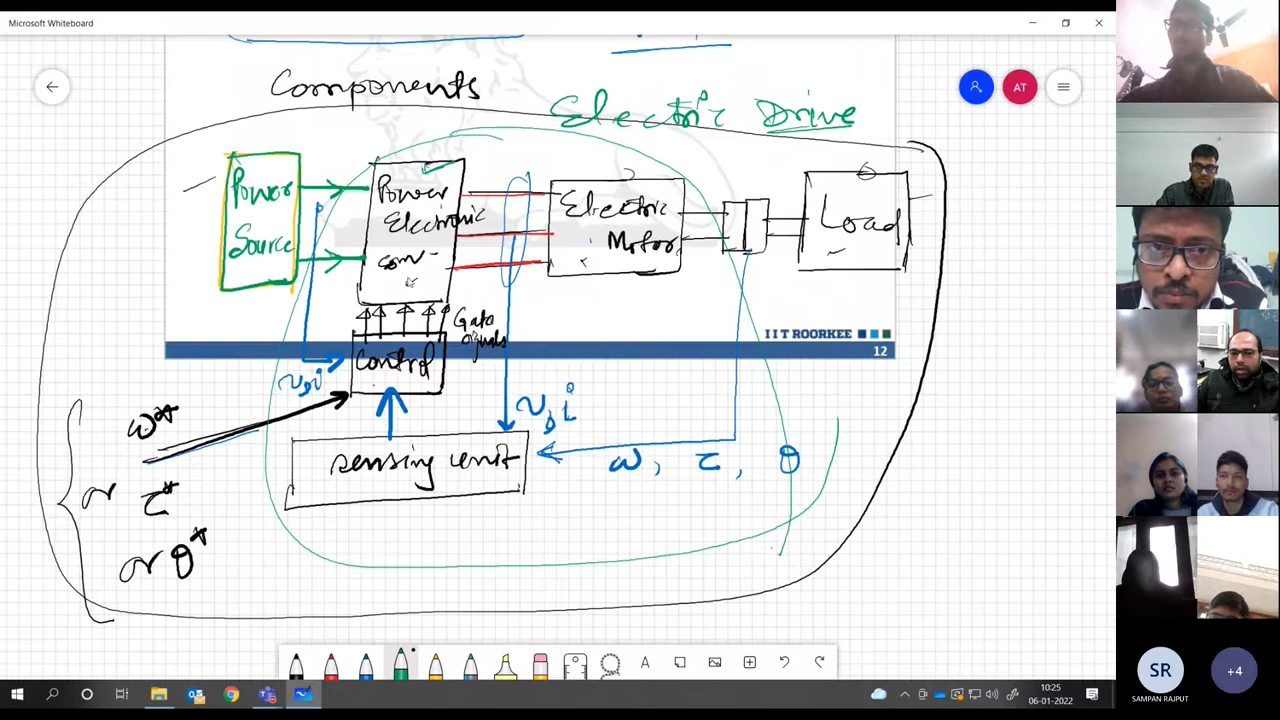 Microsoft Whiteboard
Components
Electric Drive
AT
Power
Source
Power
Electronic
conv-
Electric
Motor
Load
Gate
signals
Control
IIT ROORKEE
12
v, i
v, i
ω*
sensing unit
ω, τ, θ
or τ*
or θ*
A
SR
+4
SAMPAN RAJPUT
10:25
06-01-2022